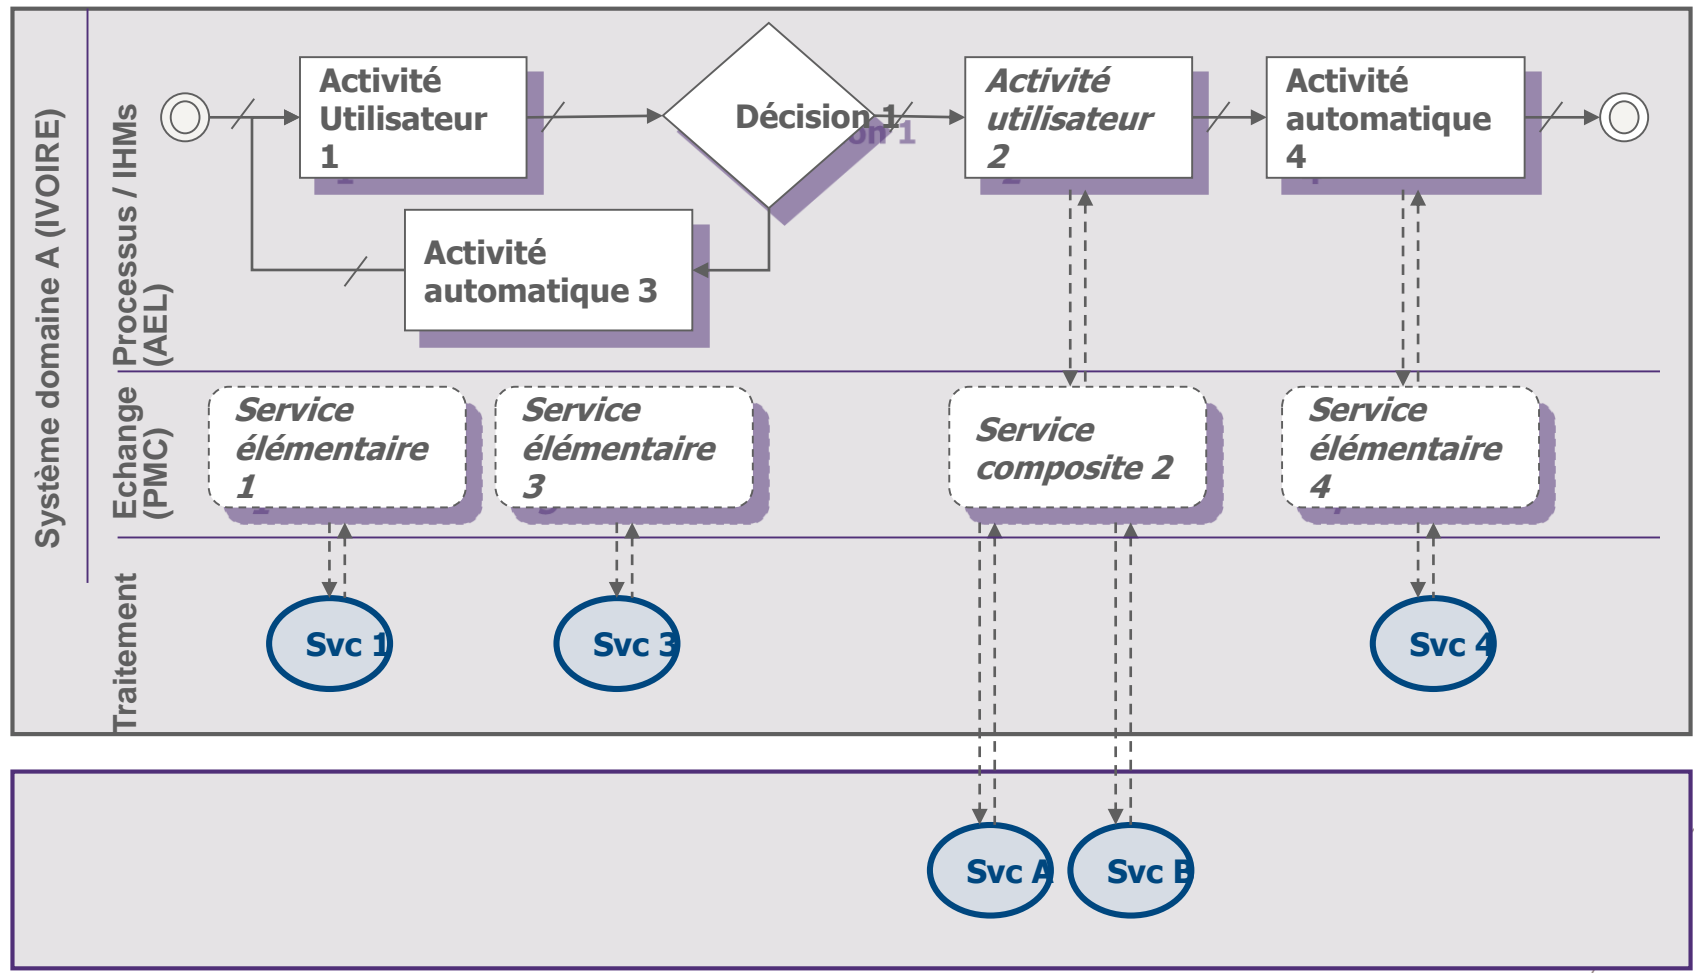 Système domaine A (IVOIRE)
Processus / IHMs
(AEL)
Activité
Utilisateur
1
Décision 1
Activité
utilisateur
2
Activité
automatique
4
Activité
automatique 3
Echange
(PMC)
Service
élémentaire
1
Service
élémentaire
3
Service
composite 2
Service
élémentaire
4
Traitement
Svc 1
Svc 3
Svc 4
Svc A
Svc B